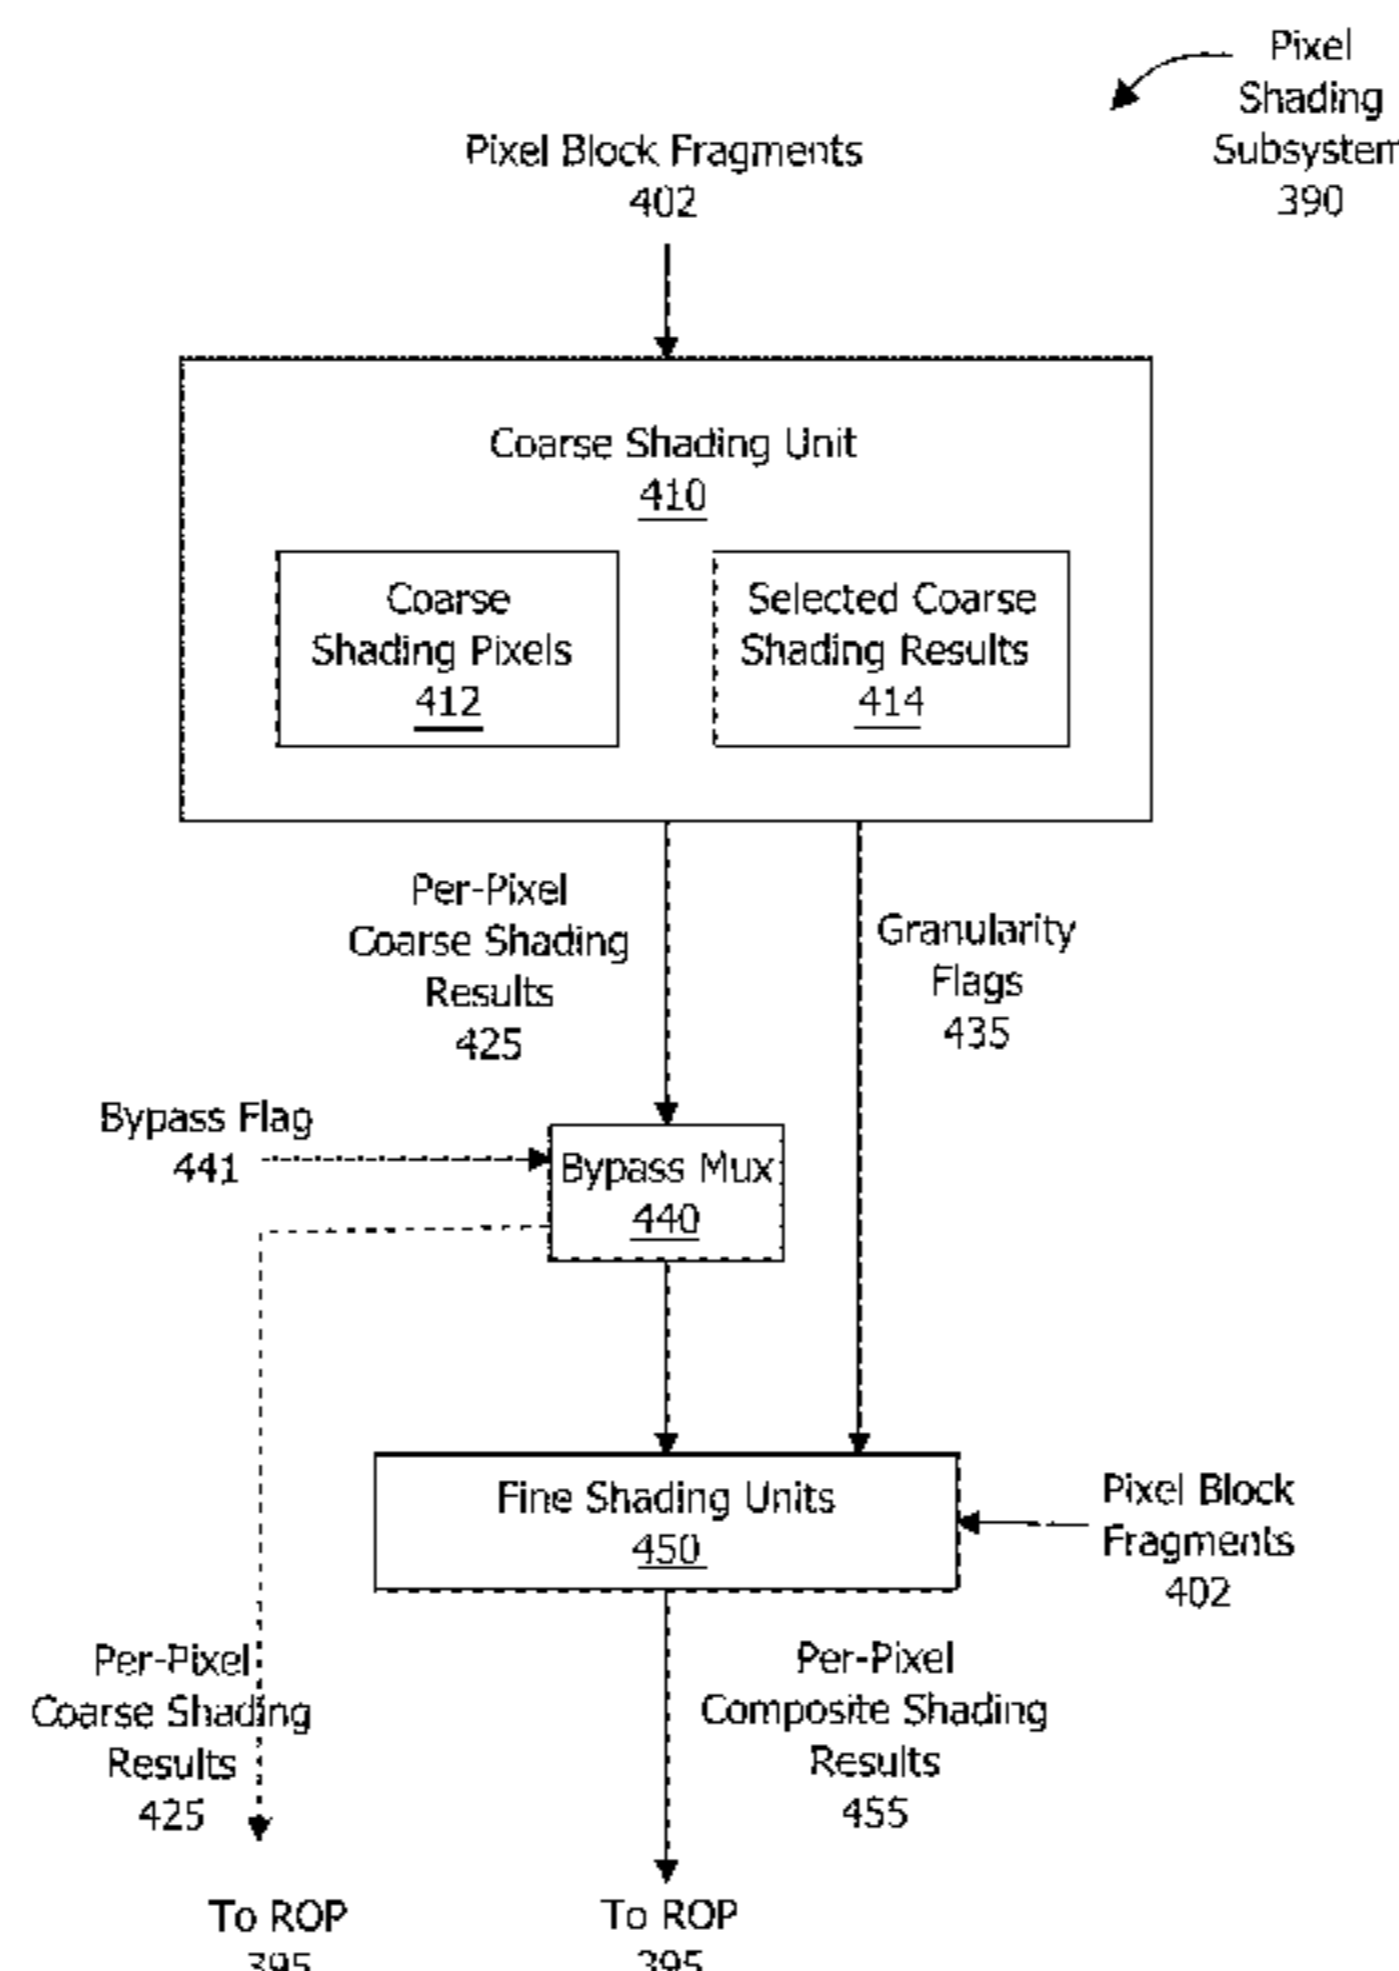 Pixel
Shading
Subsystem
390
Pixel Block Fragments
402
Coarse Shading Unit
410
Coarse
Shading Pixels
412
Selected Coarse
Shading Results
414
Per-Pixel
Coarse Shading
Results
425
Granularity
Flags
435
Bypass Flag
441
Bypass Mux
440
Fine Shading Units
450
Pixel Block
Fragments
402
Per-Pixel
Coarse Shading
Results
425
Per-Pixel
Composite Shading
Results
455
To ROP
395
To ROP
395